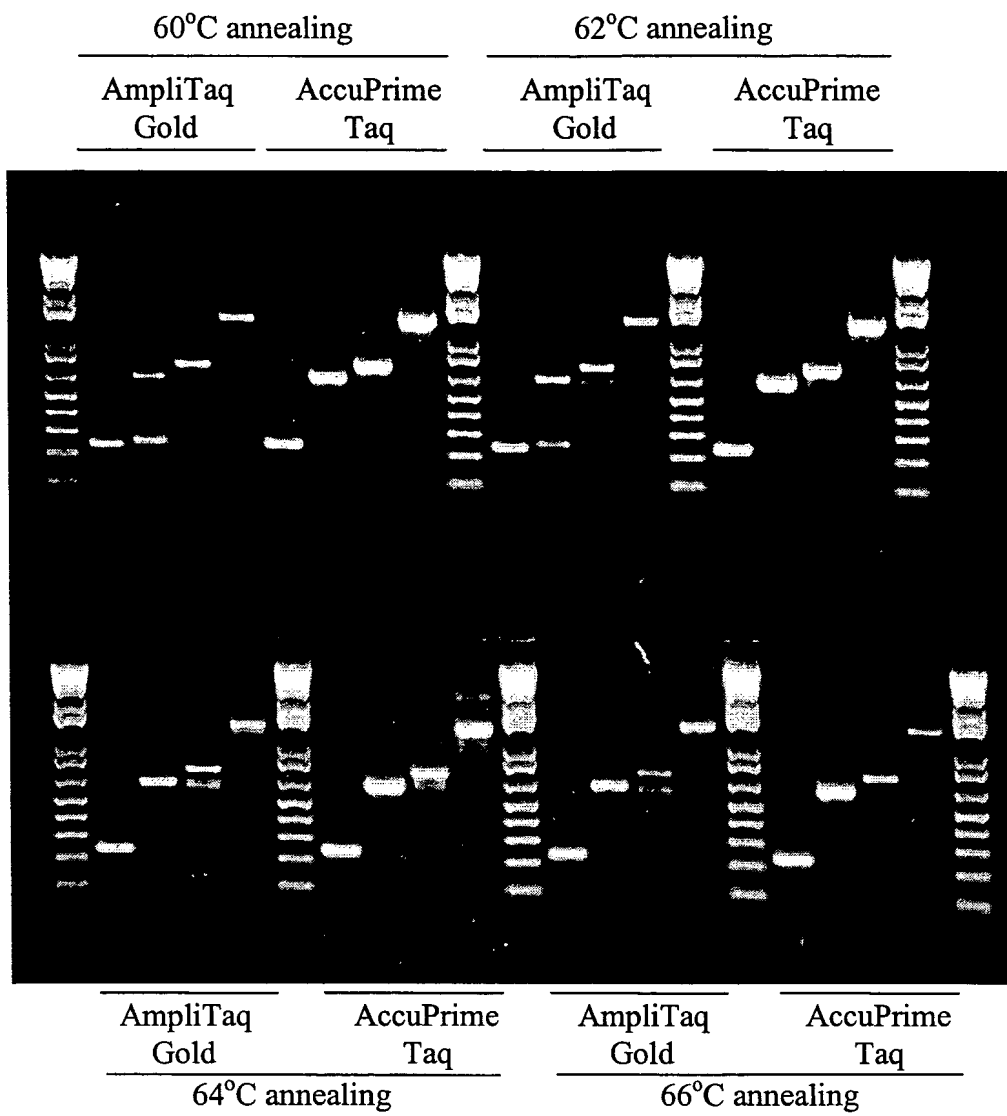 60°C annealing 62°C annealing
AmpliTaq AccuPrime AmpliTaq AccuPrime
Gold Taq Gold Taq
AmpliTaq AccuPrime AmpliTaq AccuPrime
Gold Taq Gold Taq
64°C annealing 66°C annealing